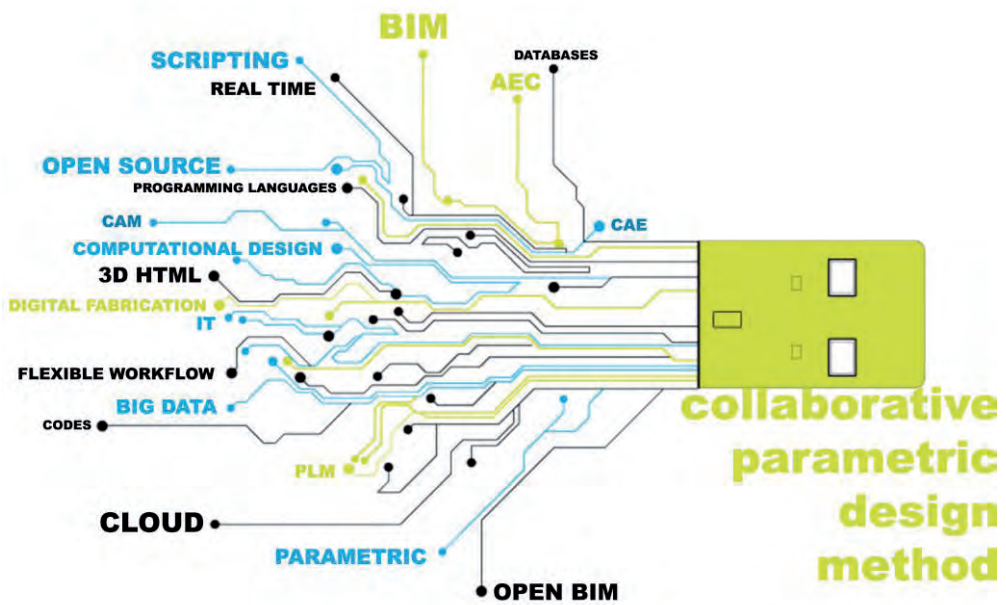 BIM
SCRIPTING
DATABASES
REAL TIME
AEC
OPEN SOURCE
PROGRAMMING LANGUAGES
CAM
CAE
COMPUTATIONAL DESIGN
3D HTML
DIGITAL FABRICATION
IT
FLEXIBLE WORKFLOW
BIG DATA
CODES
PLM
CLOUD
PARAMETRIC
OPEN BIM
collaborative
parametric
design
method